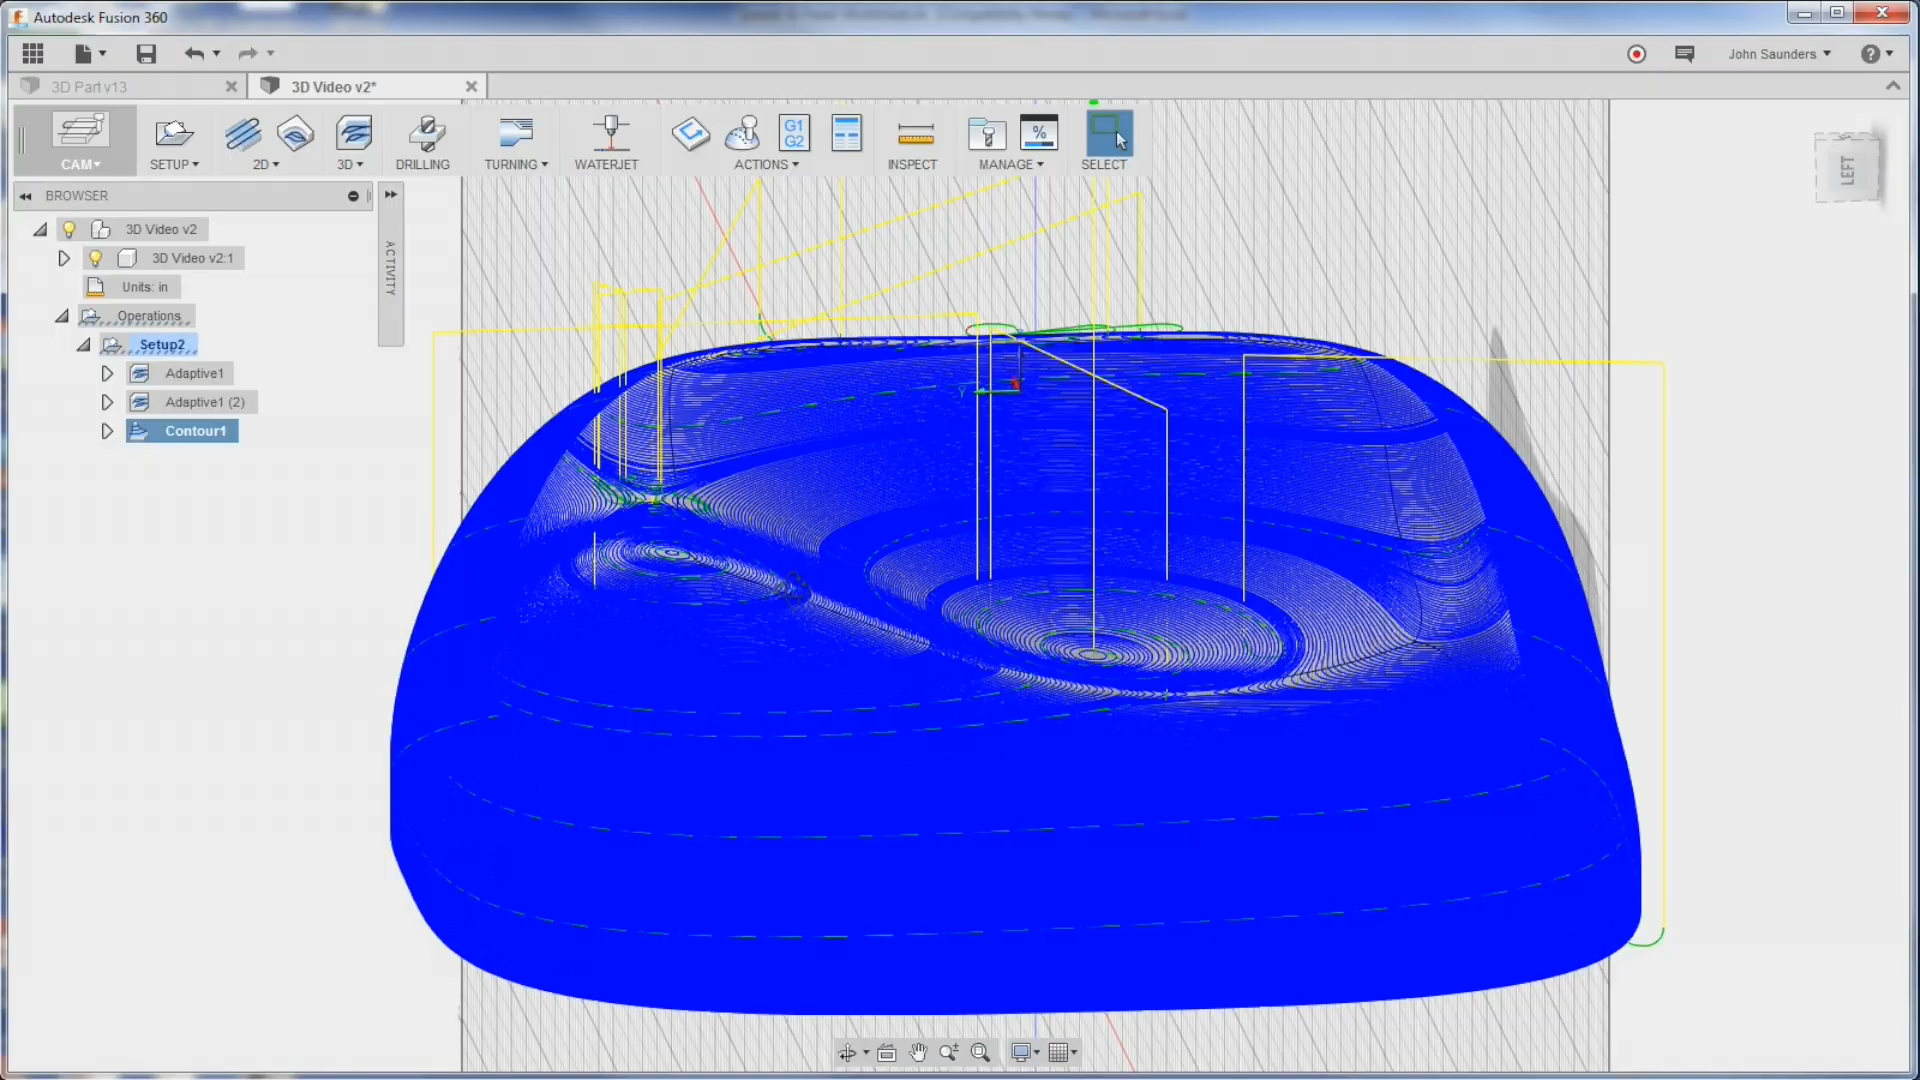 Autodesk Fusion 360
John Saunders
3D Part v13
3D Video v2*
CAM
SETUP
2D
3D
DRILLING
TURNING
WATERJET
G1
G2
ACTIONS
INSPECT
%
MANAGE
SELECT
LEFT
BROWSER
ACTIVITY
3D Video v2
3D Video v2:1
Units: in
Operations
Setup2
Adaptive1
Adaptive1 (2)
Contour1
Y